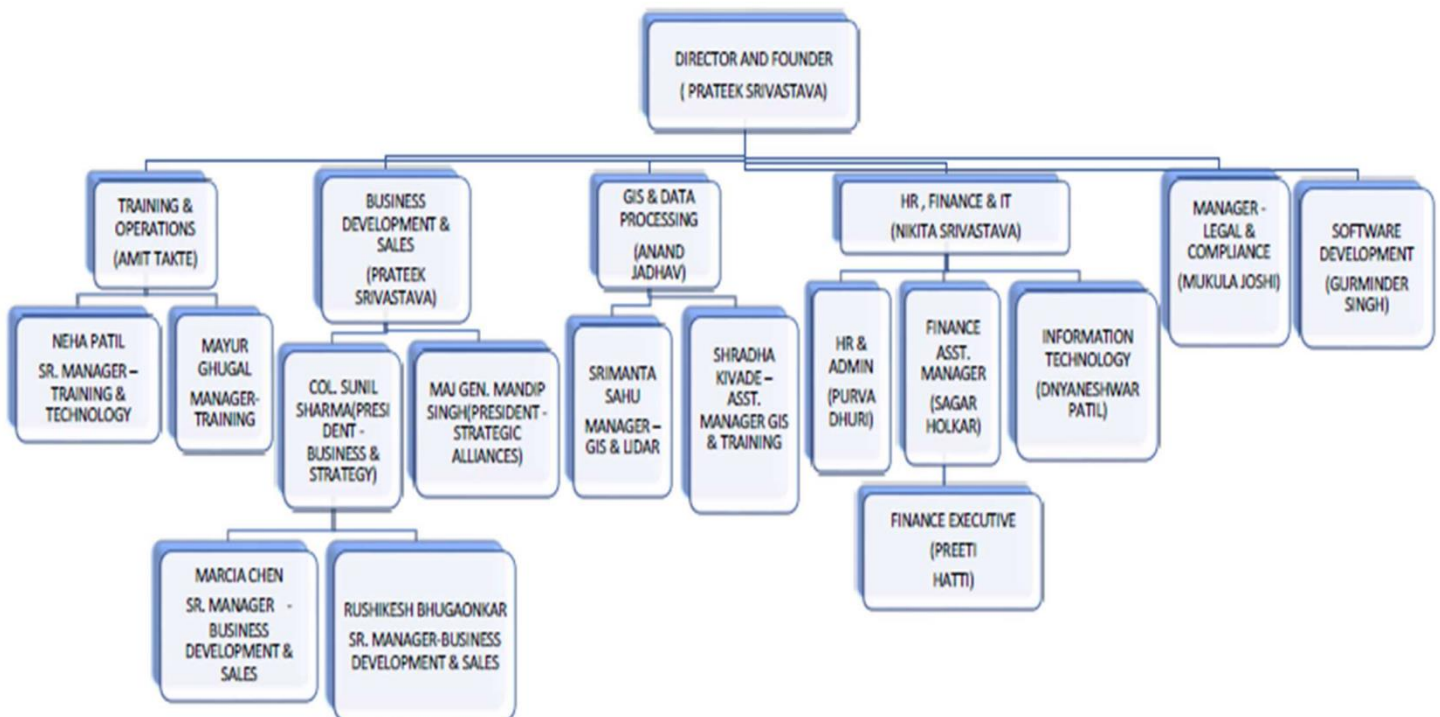 DIRECTOR AND FOUNDER
( PRATEEK SRIVASTAVA)
TRAINING &
OPERATIONS
(AMIT TAKTE)
BUSINESS
DEVELOPMENT &
SALES
(PRATEEK
SRIVASTAVA)
GIS & DATA
PROCESSING
(ANAND
JADHAV)
HR , FINANCE & IT
(NIKITA SRIVASTAVA)
MANAGER -
LEGAL &
COMPLIANCE
(MUKULA JOSHI)
SOFTWARE
DEVELOPMENT
(GURMINDER
SINGH)
NEHA PATIL
SR. MANAGER –
TRAINING &
TECHNOLOGY
MAYUR
GHUGAL
MANAGER-
TRAINING
COL. SUNIL
SHARMA(PRESI
DENT -
BUSINESS &
STRATEGY)
MAJ GEN. MANDIP
SINGH(PRESIDENT -
STRATEGIC
ALLIANCES)
SRIMANTA
SAHU
MANAGER –
GIS & LIDAR
SHRADHA
KIVADE –
ASST.
MANAGER GIS
& TRAINING
HR &
ADMIN
(PURVA
DHURI)
FINANCE
ASST.
MANAGER
(SAGAR
HOLKAR)
INFORMATION
TECHNOLOGY
(DNYANESHWAR
PATIL)
MARCIA CHEN
SR. MANAGER -
BUSINESS
DEVELOPMENT &
SALES
RUSHIKESH BHUGAONKAR
SR. MANAGER-BUSINESS
DEVELOPMENT & SALES
FINANCE EXECUTIVE
(PREETI
HATTI)